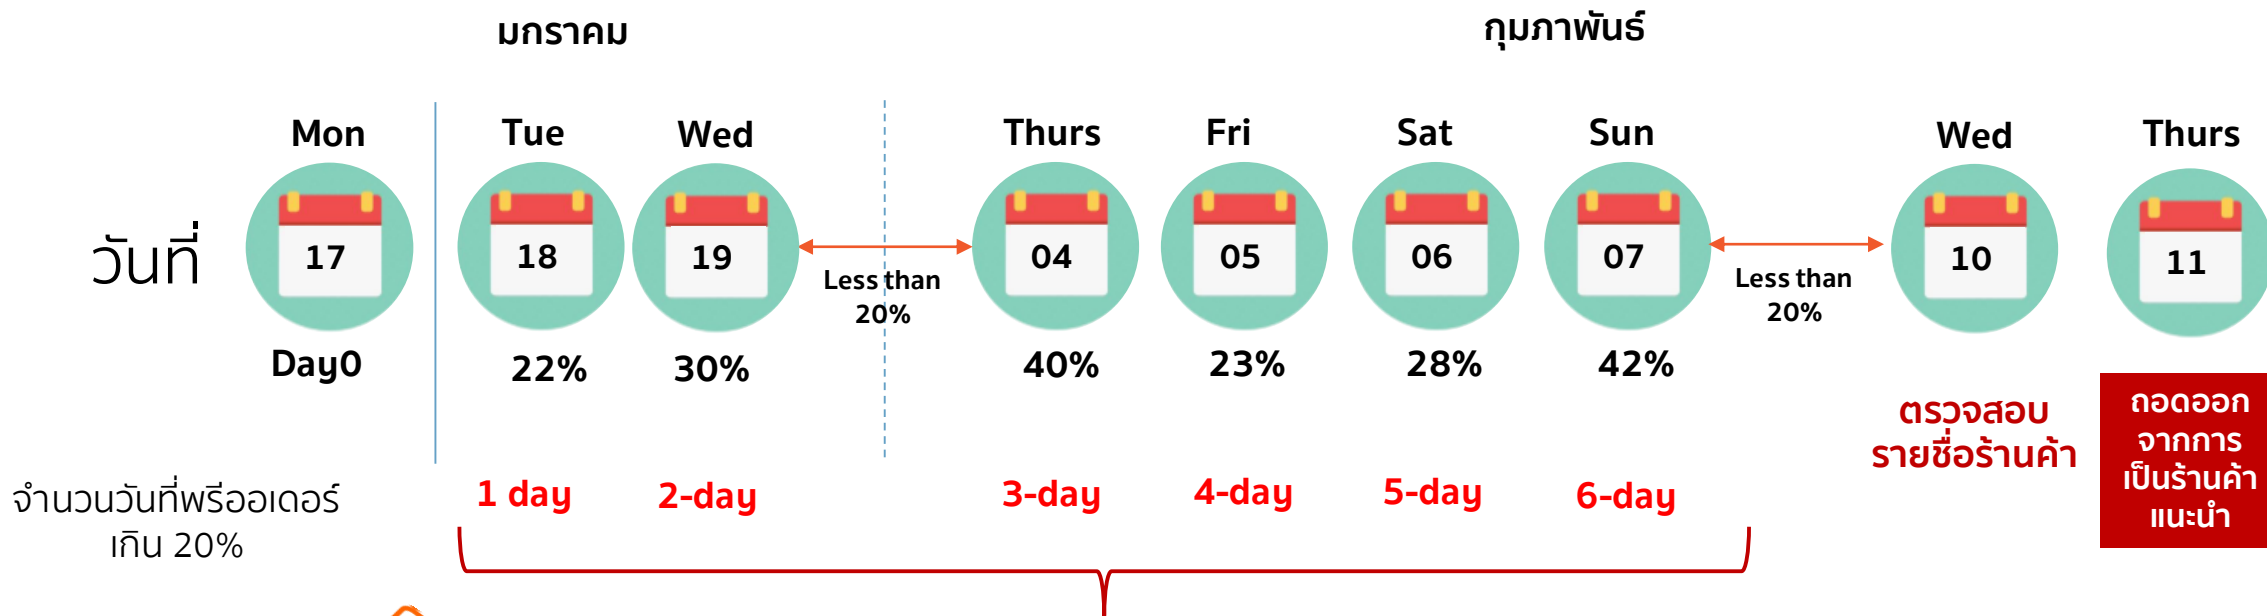 มกราคม
กุมภาพันธ์
Mon
Tue
Wed
Thurs
Fri
Sat
Sun
Wed
Thurs
วันที่
17
18
19
04
05
06
07
10
11
Less than
20%
Less than
20%
Day0
22%
30%
40%
23%
28%
42%
ตรวจสอบ
รายชื่อร้านค้า
ถอดออก
จากการ
เป็นร้านค้า
แนะนำ
จำนวนวันที่พรีออเดอร์
เกิน 20%
1 day
2-day
3-day
4-day
5-day
6-day